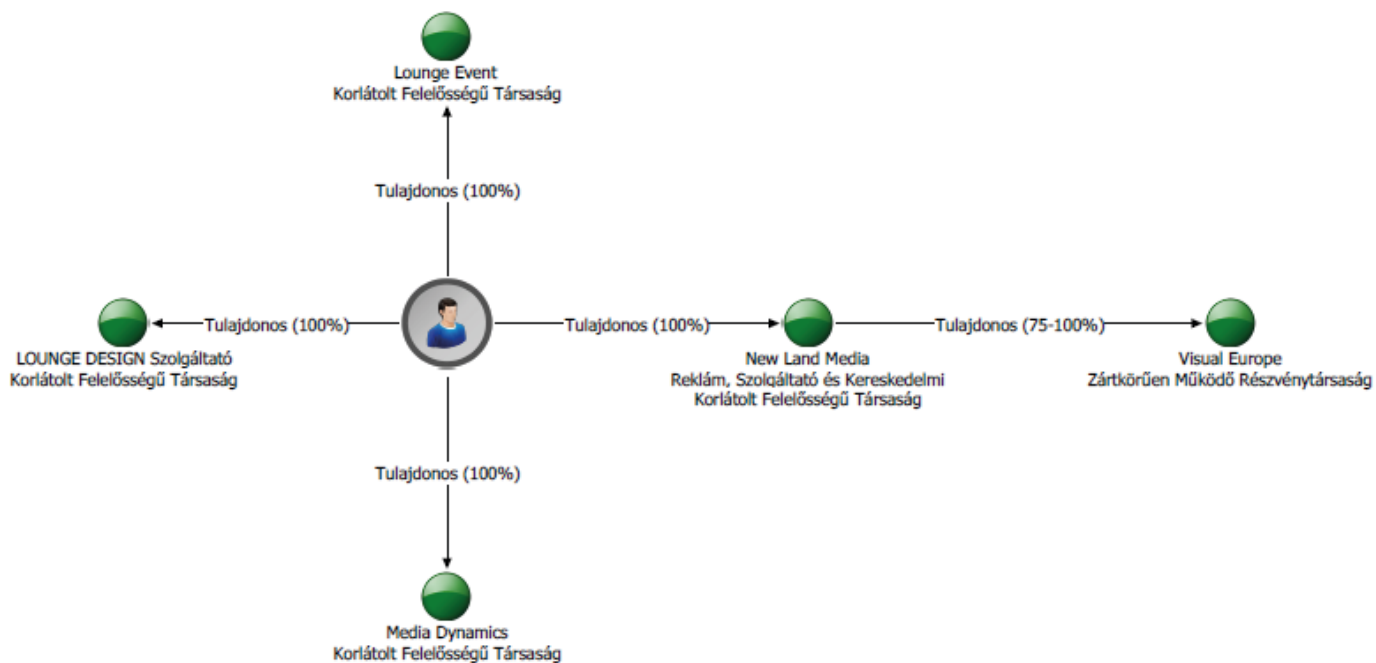 Lounge Event
Korlátolt Felelősségű Társaság
Tulajdonos (100%)
Tulajdonos (100%)
Tulajdonos (100%)
Tulajdonos (75-100%)
LOUNGE DESIGN Szolgáltató
Korlátolt Felelősségű Társaság
New Land Media
Reklám, Szolgáltató és Kereskedelmi
Korlátolt Felelősségű Társaság
Visual Europe
Zártkörűen Működő Részvénytársaság
Tulajdonos (100%)
Media Dynamics
Korlátolt Felelősségű Társaság